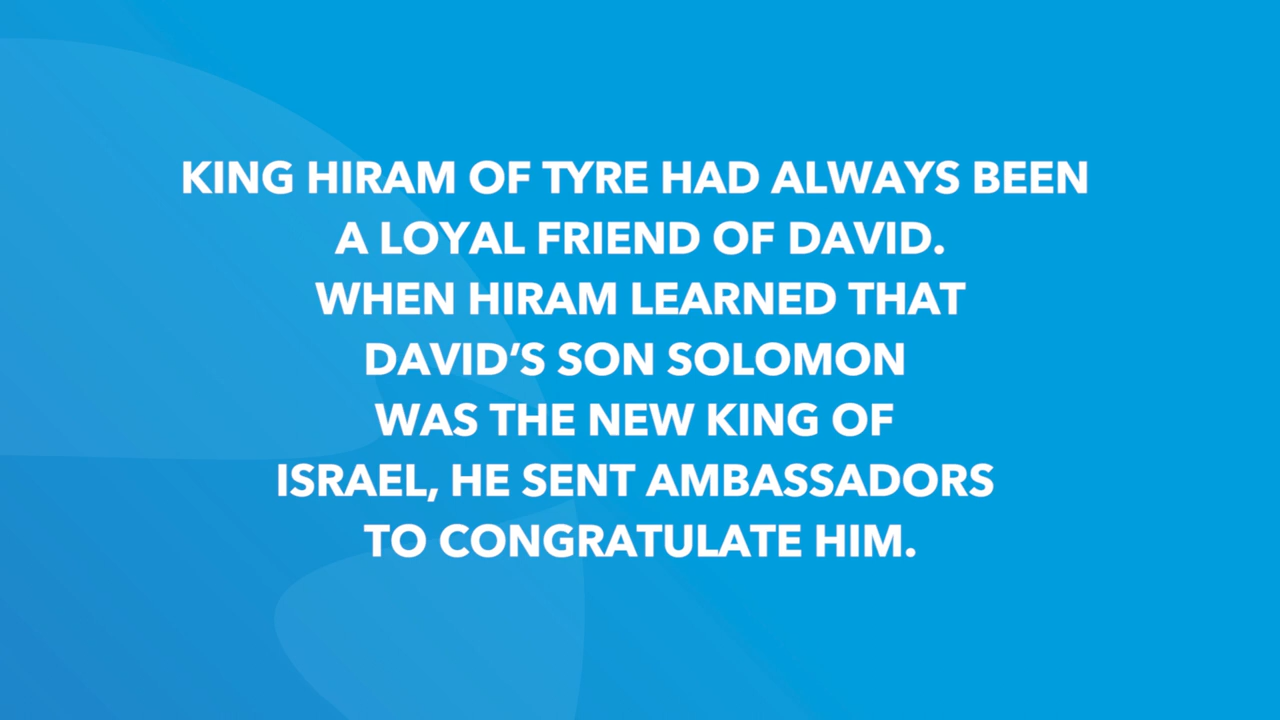 KING HIRAM OF TYRE HAD ALWAYS BEEN
A LOYAL FRIEND OF DAVID.
WHEN HIRAM LEARNED THAT
DAVID’S SON SOLOMON
WAS THE NEW KING OF
ISRAEL, HE SENT AMBASSADORS
TO CONGRATULATE HIM.